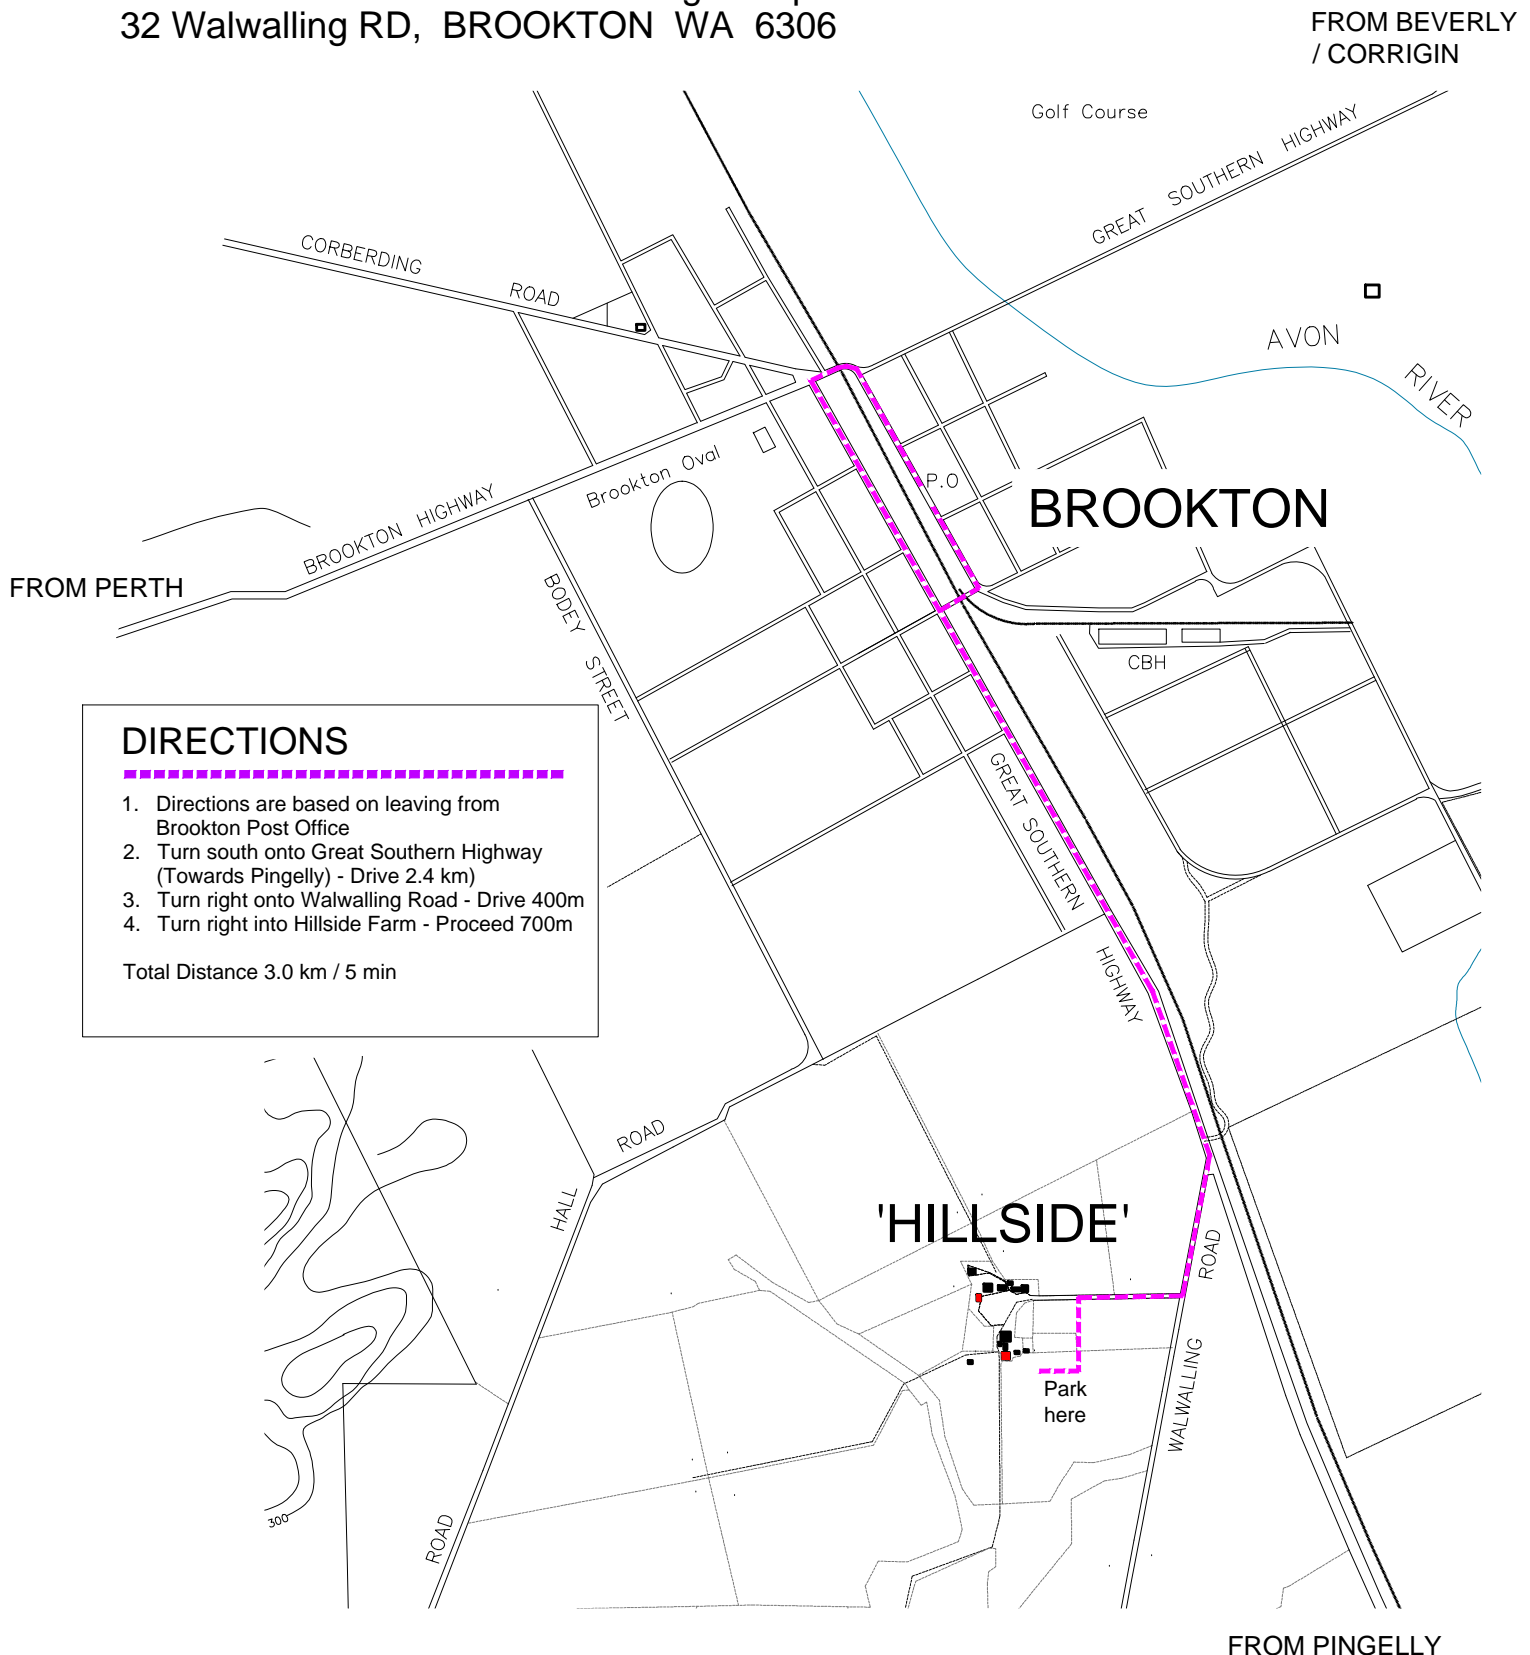 32 Walwalling RD, BROOKTON WA 6306
FROM BEVERLY
/ CORRIGIN
Golf Course
GREAT SOUTHERN HIGHWAY
CORBERDING ROAD
AVON RIVER
Brookton Oval
P.O
BROOKTON
BROOKTON HIGHWAY
FROM PERTH
BODEY STREET
CBH
DIRECTIONS
1. Directions are based on leaving from
Brookton Post Office
2. Turn south onto Great Southern Highway
(Towards Pingelly) - Drive 2.4 km)
3. Turn right onto Walwalling Road - Drive 400m
4. Turn right into Hillside Farm - Proceed 700m
Total Distance 3.0 km / 5 min
GREAT SOUTHERN HIGHWAY
HALL ROAD
'HILLSIDE'
WALWALLING ROAD
Park
here
300
ROAD
FROM PINGELLY